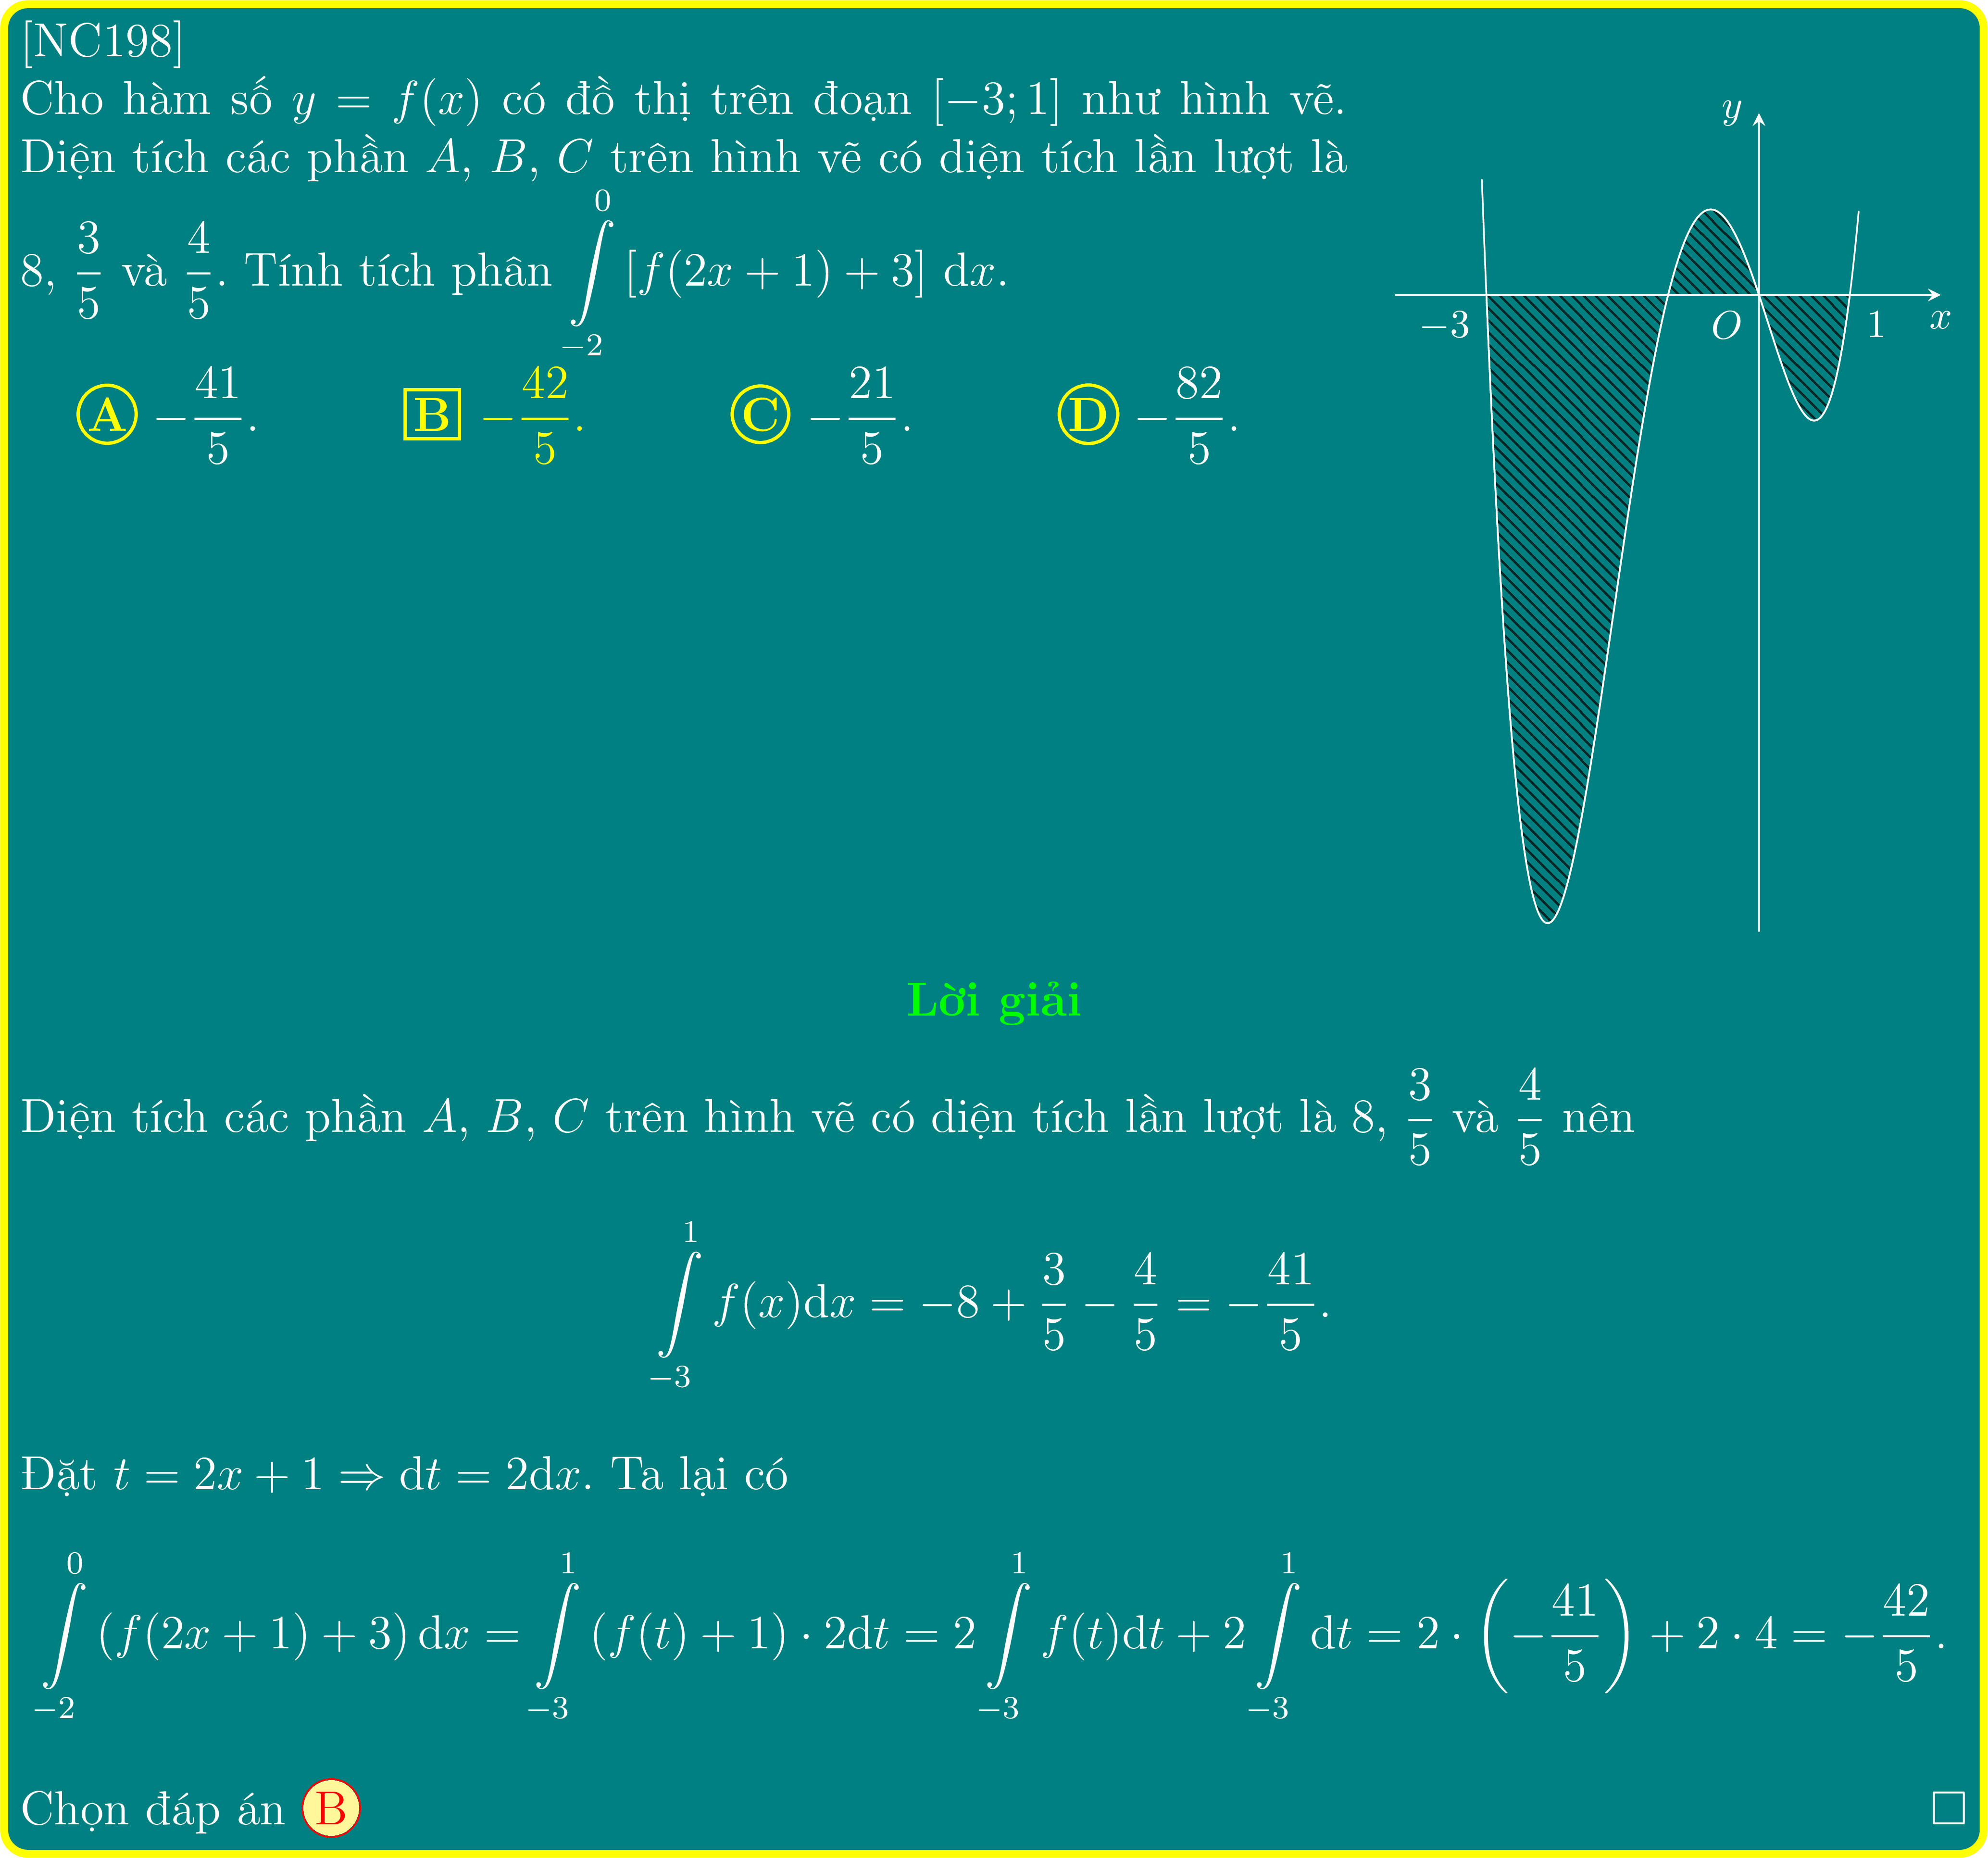 [NC198]
Cho hàm số y = f(x) có đồ thị trên đoạn [−3; 1] như hình vẽ.
Diện tích các phần A, B, C trên hình vẽ có diện tích lần lượt là
8, \frac{3}{5} và \frac{4}{5}. Tính tích phân \int\limits_{-2}^{0} [f(2x + 1) + 3] dx.
A −\frac{41}{5}. B −\frac{42}{5}. C −\frac{21}{5}. D −\frac{82}{5}.
y
−3 O 1 x
Lời giải
Diện tích các phần A, B, C trên hình vẽ có diện tích lần lượt là 8, \frac{3}{5} và \frac{4}{5} nên
\int\limits_{-3}^{1} f(x)dx = −8 + \frac{3}{5} − \frac{4}{5} = −\frac{41}{5}.
Đặt t = 2x + 1 ⇒ dt = 2dx. Ta lại có
\int\limits_{-2}^{0} (f(2x + 1) + 3) dx = \int\limits_{-3}^{1} (f(t) + 1) · 2dt = 2 \int\limits_{-3}^{1} f(t)dt + 2 \int\limits_{-3}^{1} dt = 2 · (−\frac{41}{5}) + 2 · 4 = −\frac{42}{5}.
Chọn đáp án B □